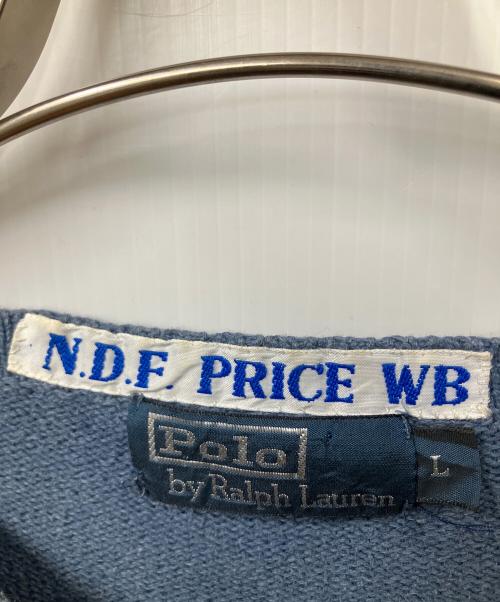 N.D.F. PRICE WB
Polo
by Ralph Lauren
L